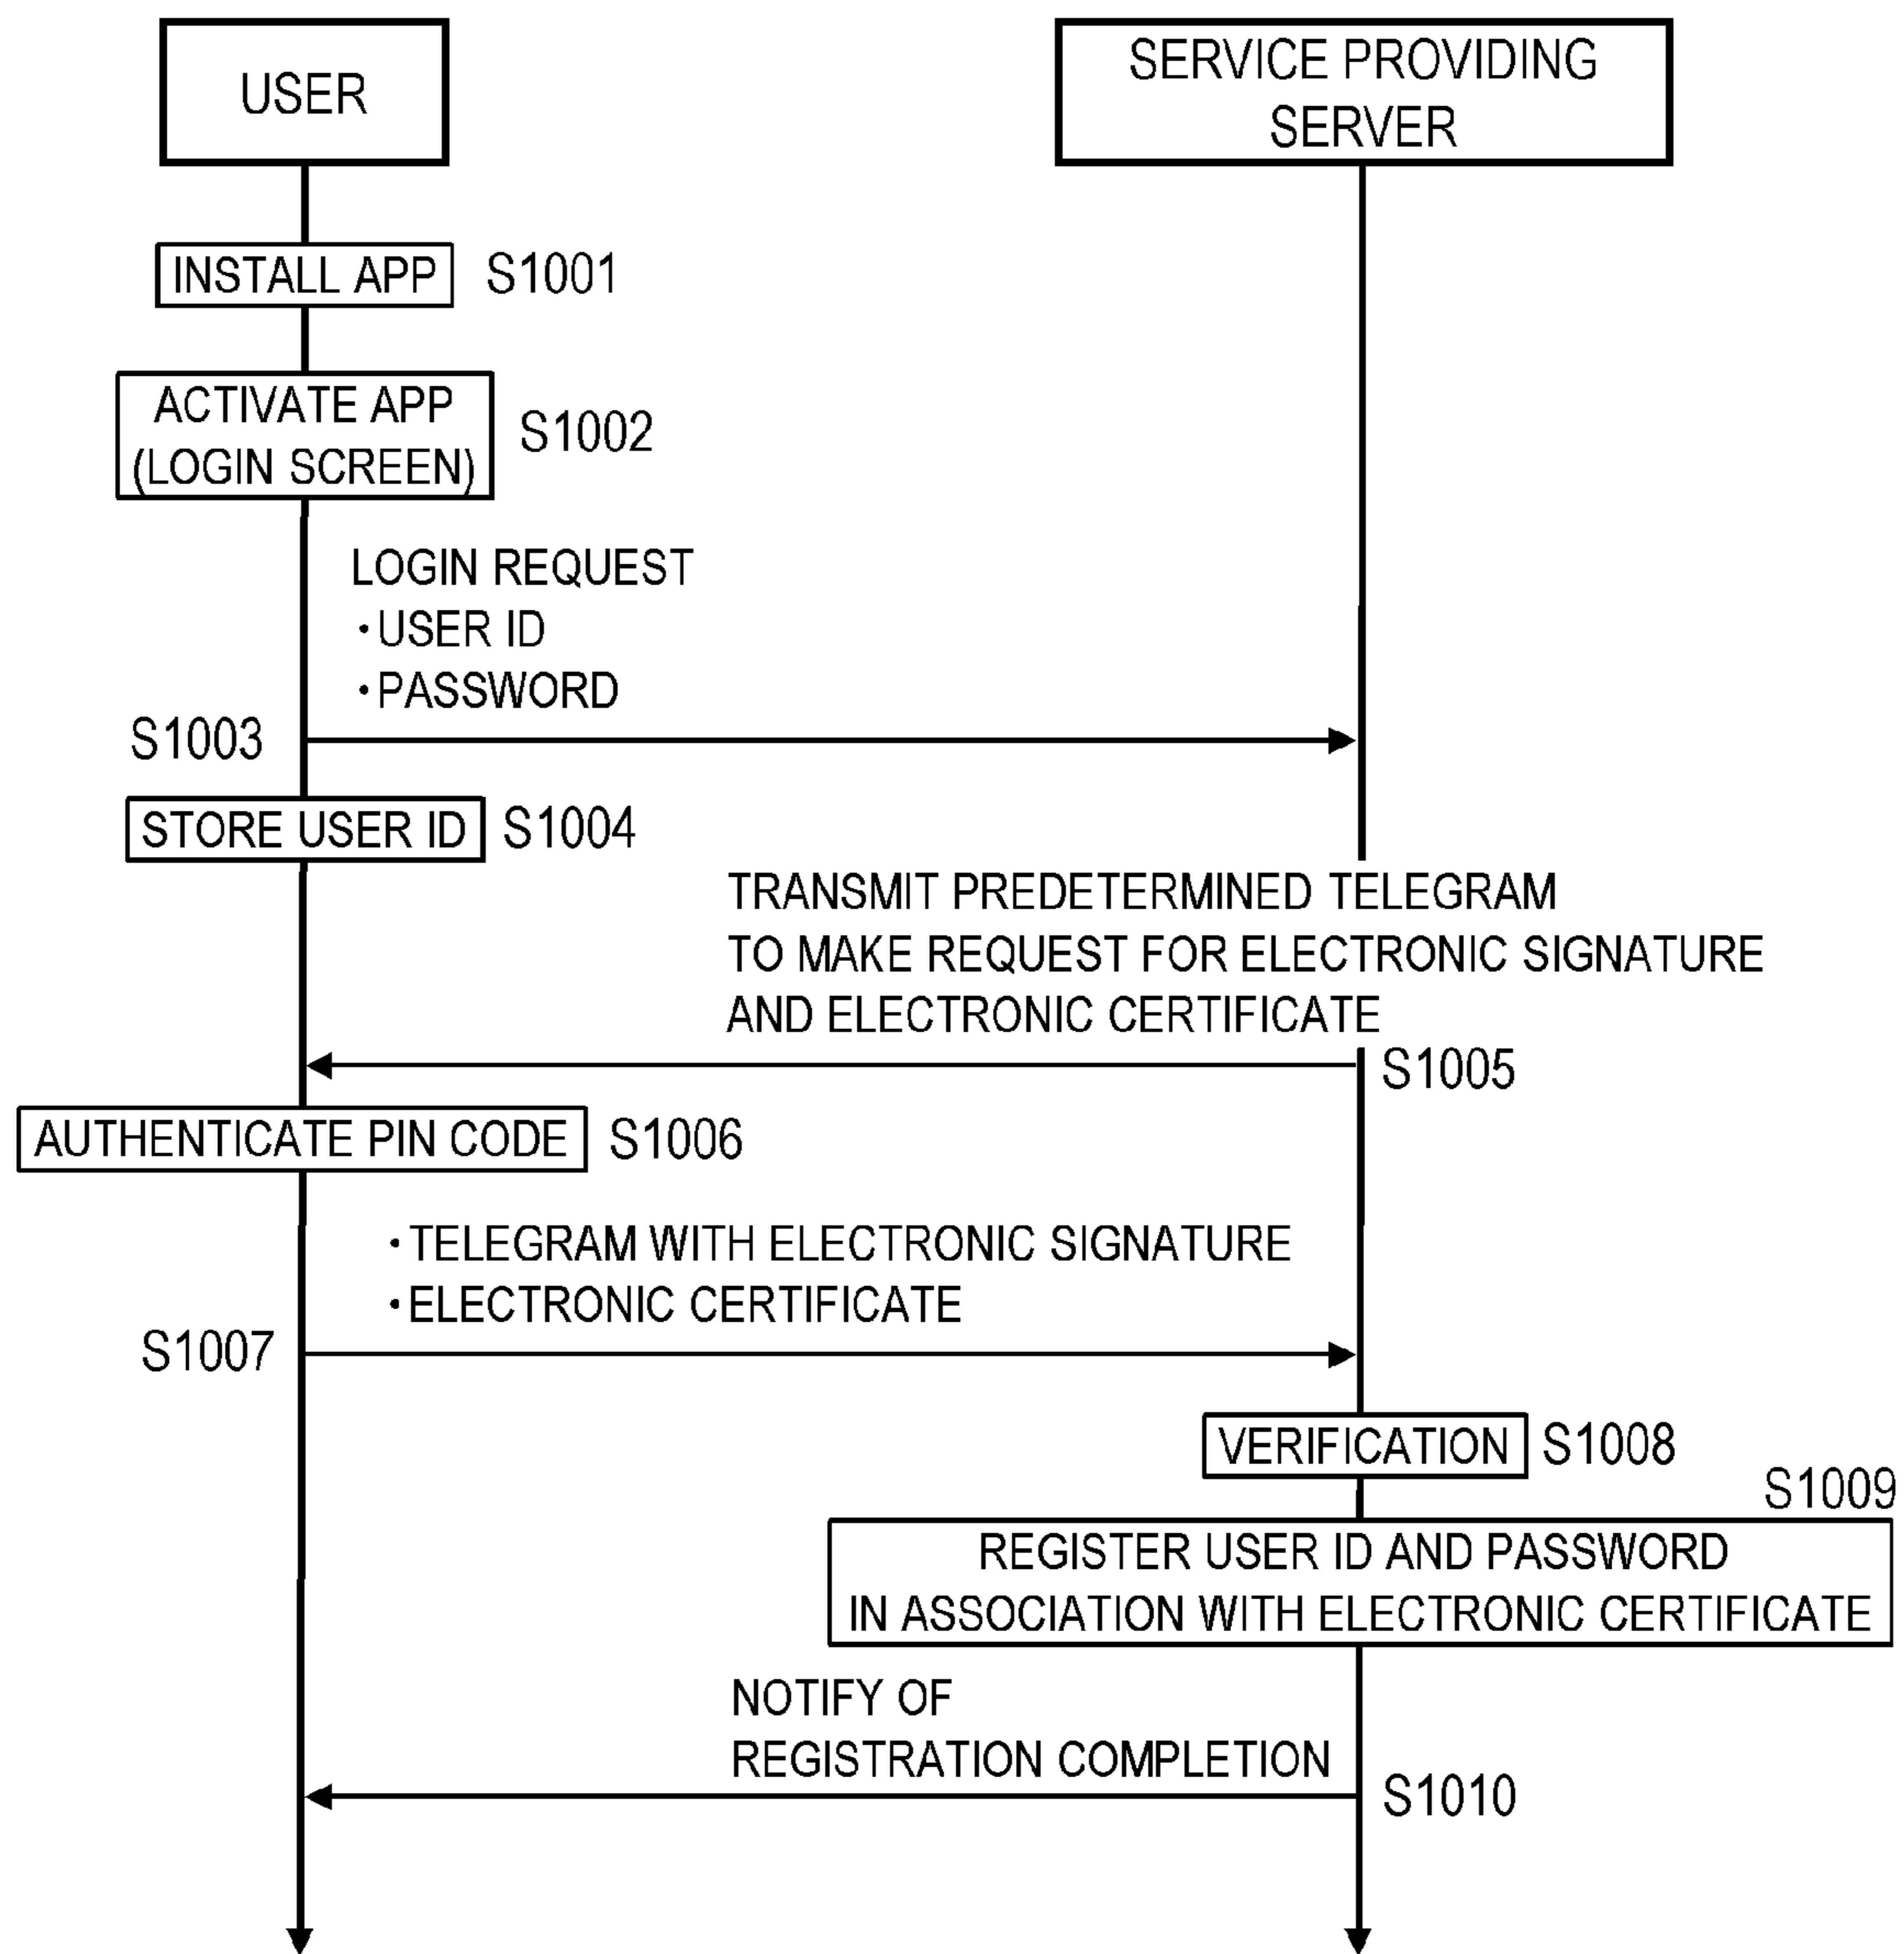 USER
SERVICE PROVIDING
SERVER
INSTALL APP
S1001
ACTIVATE APP
(LOGIN SCREEN)
S1002
LOGIN REQUEST
・USER ID
・PASSWORD
S1003
STORE USER ID
S1004
TRANSMIT PREDETERMINED TELEGRAM
TO MAKE REQUEST FOR ELECTRONIC SIGNATURE
AND ELECTRONIC CERTIFICATE
S1005
AUTHENTICATE PIN CODE
S1006
・TELEGRAM WITH ELECTRONIC SIGNATURE
・ELECTRONIC CERTIFICATE
S1007
VERIFICATION
S1008
S1009
REGISTER USER ID AND PASSWORD
IN ASSOCIATION WITH ELECTRONIC CERTIFICATE
NOTIFY OF
REGISTRATION COMPLETION
S1010